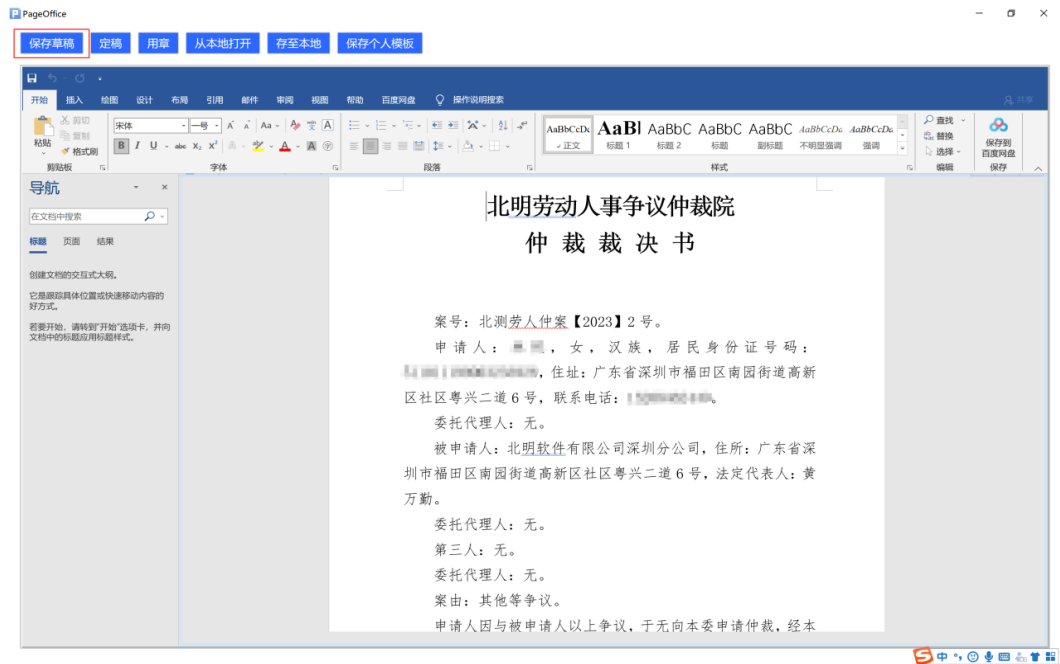 PageOffice
保存草稿 定稿 用章 从本地打开 存至本地 保存个人模板
开始 插入 绘图 设计 布局 引用 邮件 审阅 视图 帮助 百度网盘 操作说明搜索 共享
粘贴 剪切 复制 格式刷
宋体 一号
AaBbCcDc AaBl AaBbC AaBbC AaBbC AaBbCcDc AaBbCcDc
正文 标题 1 标题 2 标题 副标题 不明显强调 强调
查找 替换 选择
保存到
百度网盘
剪贴板 字体 段落 样式 编辑 保存
导航
在文档中搜索
标题 页面 结果
创建文档的交互式大纲。
它是跟踪具体位置或快速移动内容的
好方式。
若要开始，请转到“开始”选项卡，并向
文档中的标题应用标题样式。
北明劳动人事争议仲裁院
仲 裁 裁 决 书
案号：北测劳人仲案【2023】2 号。
申请人： ，女，汉族，居民身份证号码：
，住址：广东省深圳市福田区南园街道高新
区社区粤兴二道 6 号，联系电话： 。
委托代理人：无。
被申请人：北明软件有限公司深圳分公司，住所：广东省深
圳市福田区南园街道高新区社区粤兴二道 6 号，法定代表人：黄
万勤。
委托代理人：无。
第三人：无。
委托代理人：无。
案由：其他等争议。
申请人因与被申请人以上争议，于无向本委申请仲裁，经本
中